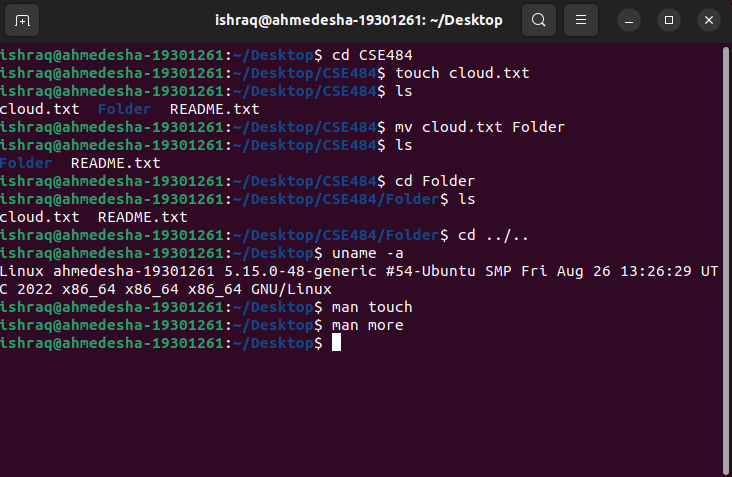 ishraq@ahmedesha-19301261: ~/Desktop
ishraq@ahmedesha-19301261:~/Desktop$ cd CSE484
ishraq@ahmedesha-19301261:~/Desktop/CSE484$ touch cloud.txt
ishraq@ahmedesha-19301261:~/Desktop/CSE484$ ls
cloud.txt  Folder  README.txt
ishraq@ahmedesha-19301261:~/Desktop/CSE484$ mv cloud.txt Folder
ishraq@ahmedesha-19301261:~/Desktop/CSE484$ ls
Folder  README.txt
ishraq@ahmedesha-19301261:~/Desktop/CSE484$ cd Folder
ishraq@ahmedesha-19301261:~/Desktop/CSE484/Folder$ ls
cloud.txt  README.txt
ishraq@ahmedesha-19301261:~/Desktop/CSE484/Folder$ cd ../..
ishraq@ahmedesha-19301261:~/Desktop$ uname -a
Linux ahmedesha-19301261 5.15.0-48-generic #54-Ubuntu SMP Fri Aug 26 13:26:29 UT
C 2022 x86_64 x86_64 x86_64 GNU/Linux
ishraq@ahmedesha-19301261:~/Desktop$ man touch
ishraq@ahmedesha-19301261:~/Desktop$ man more
ishraq@ahmedesha-19301261:~/Desktop$